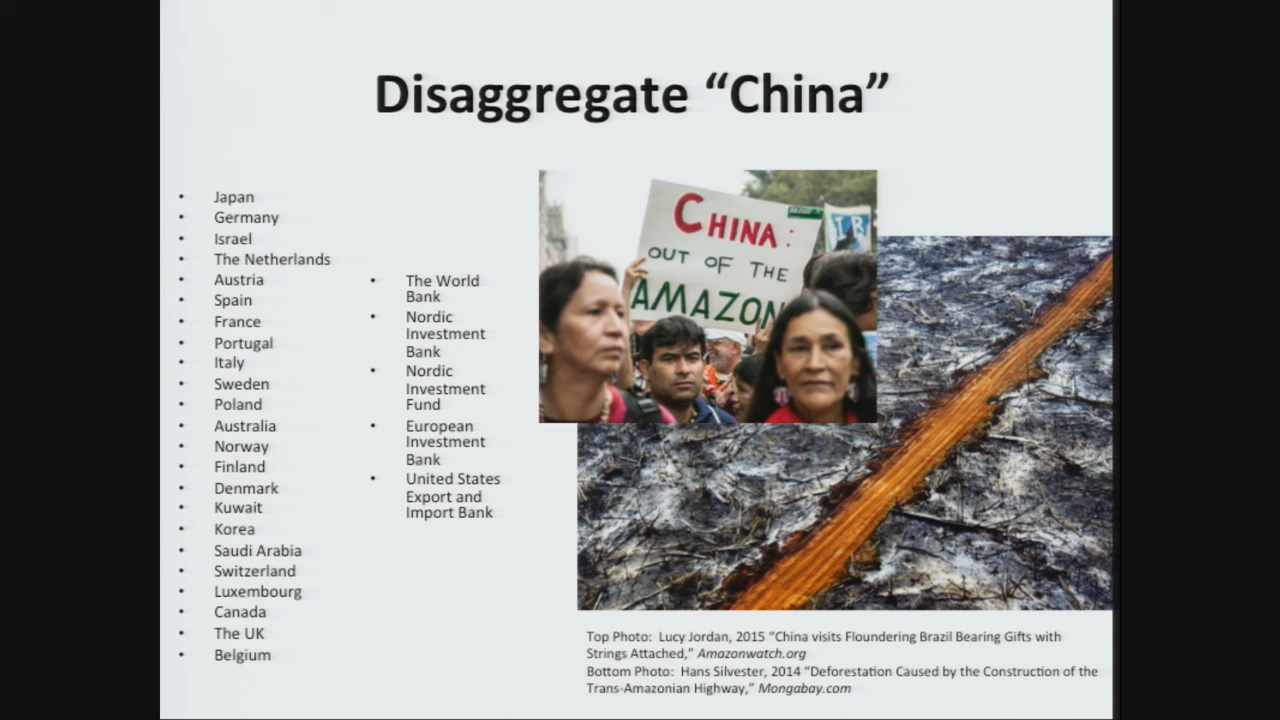 Disaggregate “China”
• Japan
• Germany
• Israel
• The Netherlands
• Austria
• Spain
• France
• Portugal
• Italy
• Sweden
• Poland
• Australia
• Norway
• Finland
• Denmark
• Kuwait
• Korea
• Saudi Arabia
• Switzerland
• Luxembourg
• Canada
• The UK
• Belgium
• The World
Bank
• Nordic
Investment
Bank
• Nordic
Investment
Fund
• European
Investment
Bank
• United States
Export and
Import Bank
CHINA:
OUT OF THE
AMAZON
Top Photo: Lucy Jordan, 2015 “China visits Floundering Brazil Bearing Gifts with
Strings Attached,” Amazonwatch.org
Bottom Photo: Hans Silvester, 2014 “Deforestation Caused by the Construction of the
Trans-Amazonian Highway,” Mongabay.com